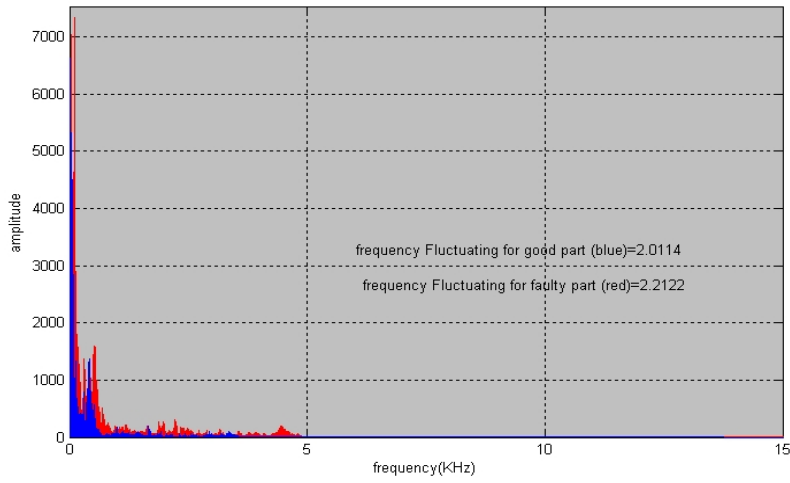 7000
6000
5000
4000
3000
2000
1000
0
amplitude
frequency Fluctuating for good part (blue)=2.0114
frequency Fluctuating for faulty part (red)=2.2122
0 5 10 15
frequency(KHz)